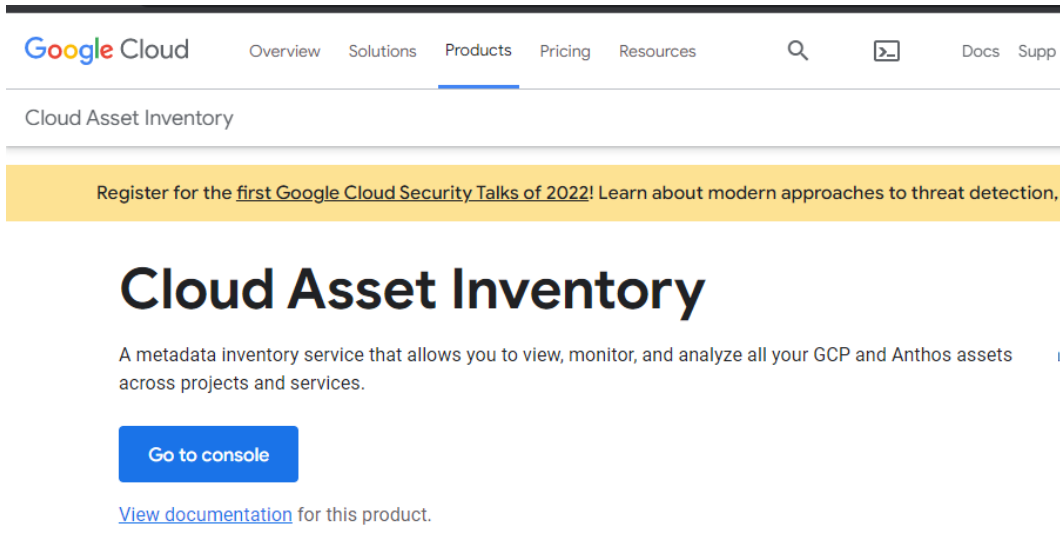 Google Cloud Overview Solutions Products Pricing Resources Docs Supp
Cloud Asset Inventory
Register for the first Google Cloud Security Talks of 2022! Learn about modern approaches to threat detection,
Cloud Asset Inventory
A metadata inventory service that allows you to view, monitor, and analyze all your GCP and Anthos assets
across projects and services.
Go to console
View documentation for this product.